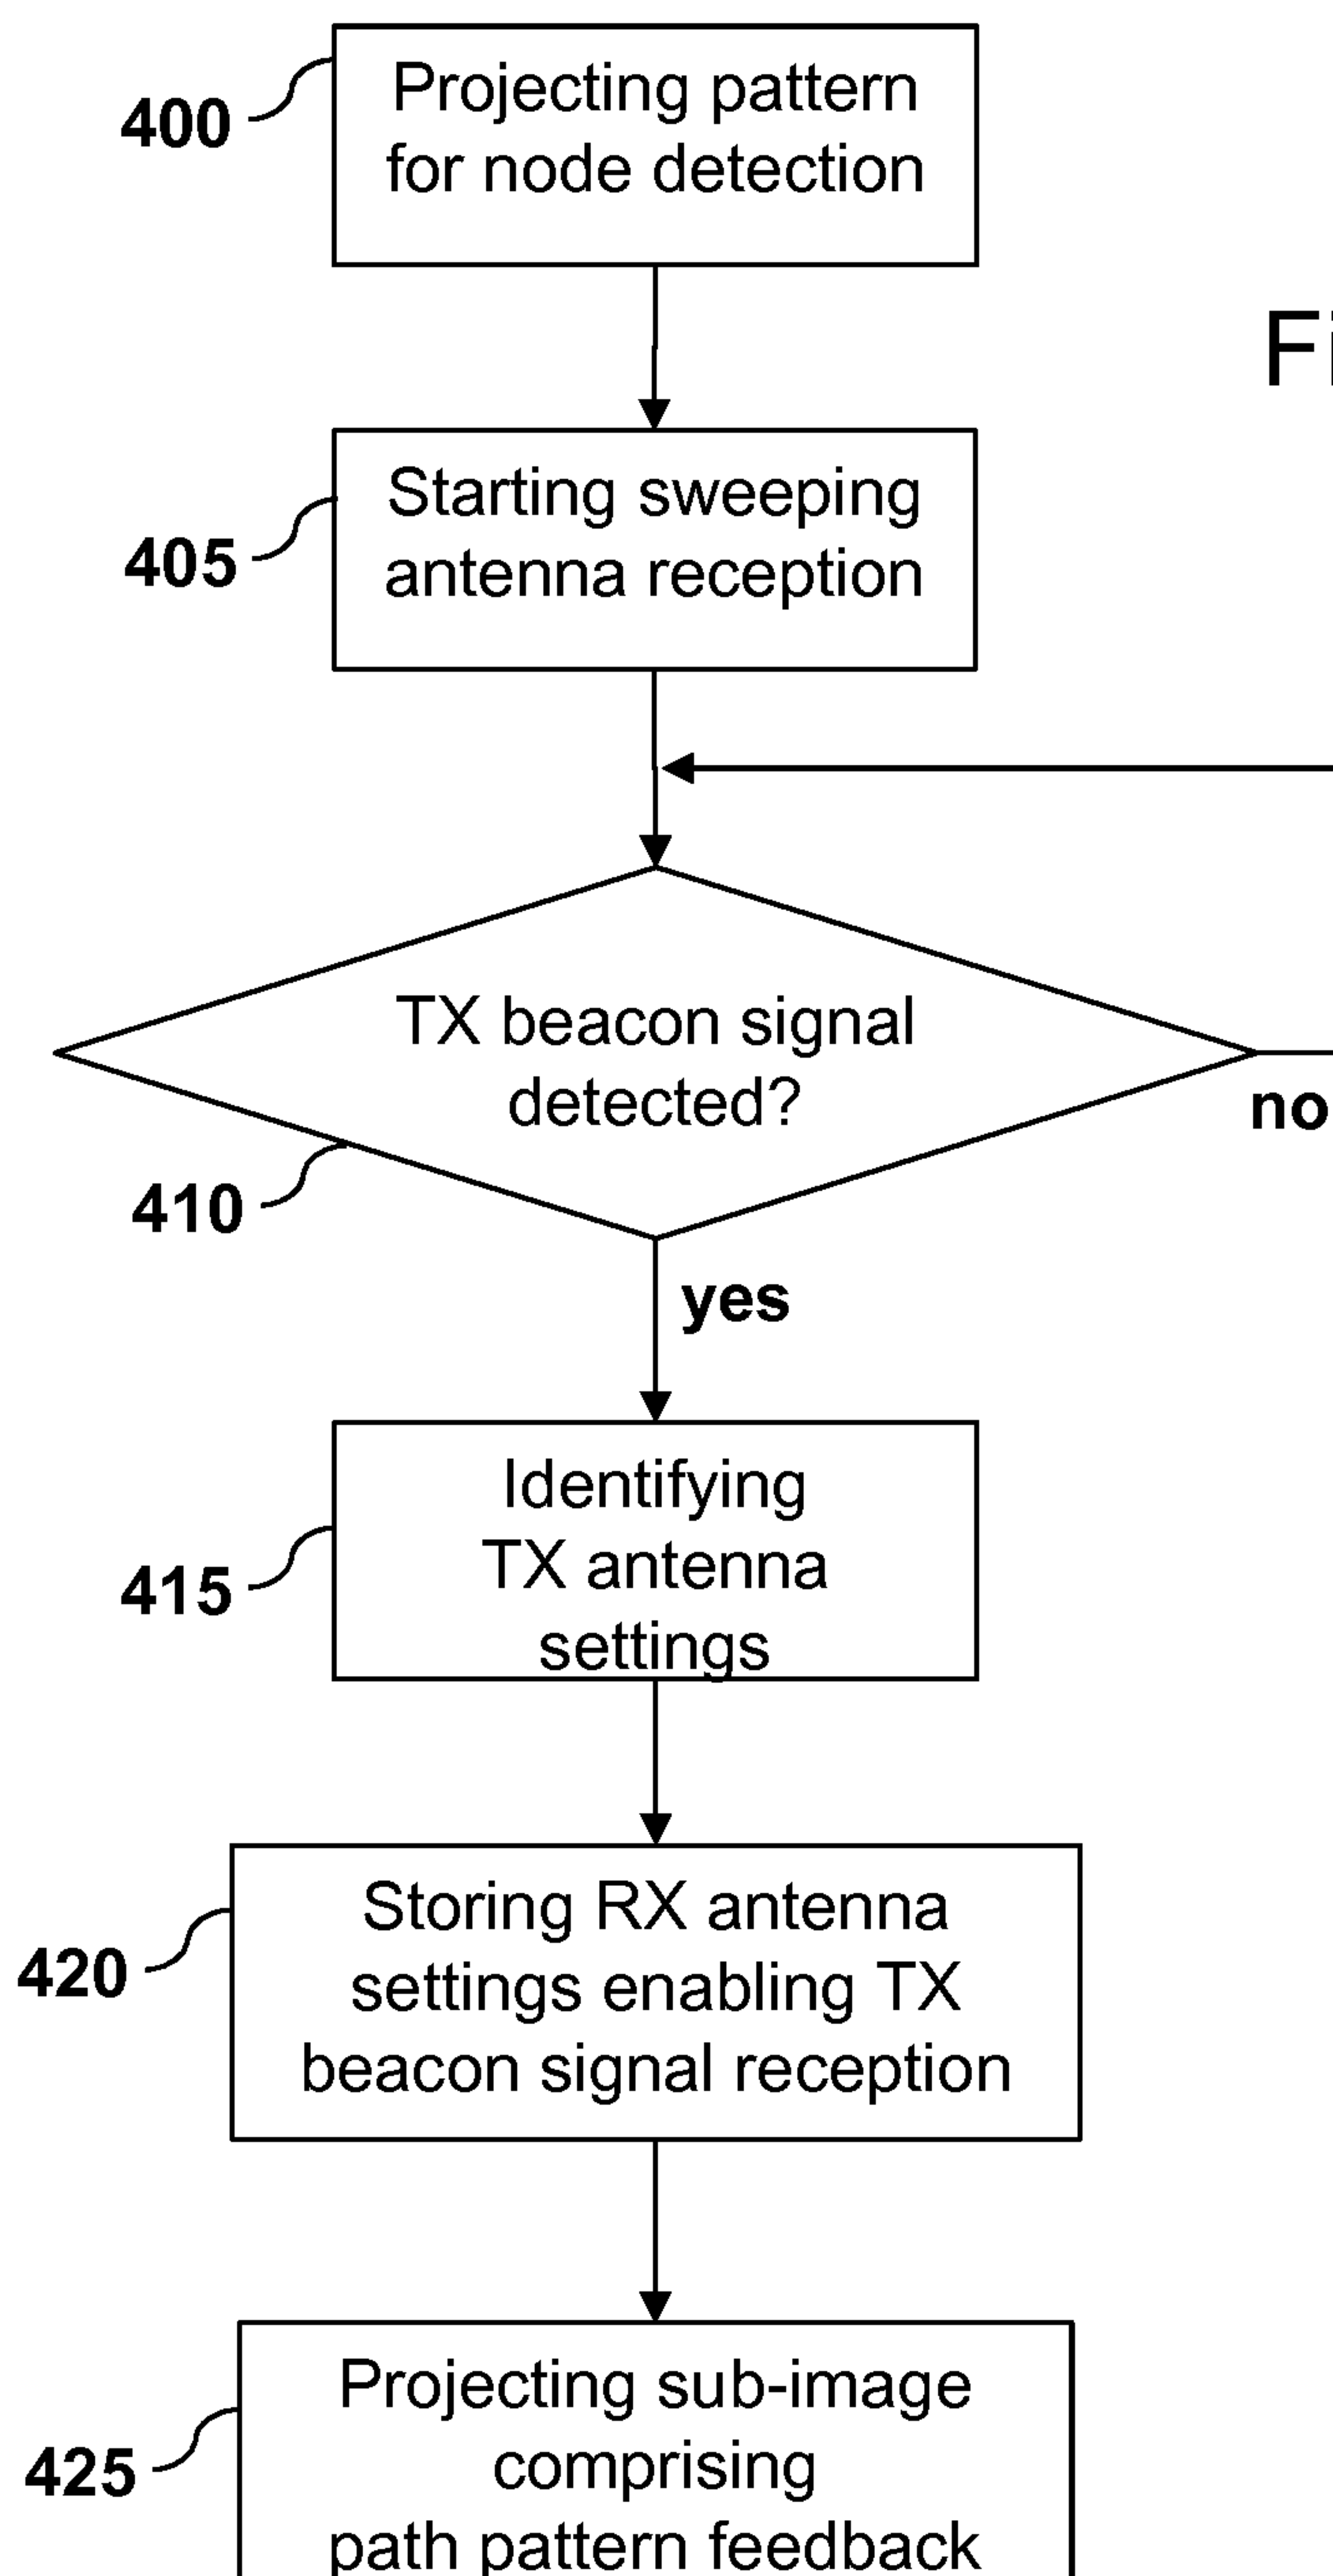 400
Projecting pattern
for node detection
Fi
405
Starting sweeping
antenna reception
TX beacon signal
detected?
no
410
yes
Identifying
TX antenna
settings
415
Storing RX antenna
settings enabling TX
beacon signal reception
420
Projecting sub-image
comprising
path pattern feedback
425